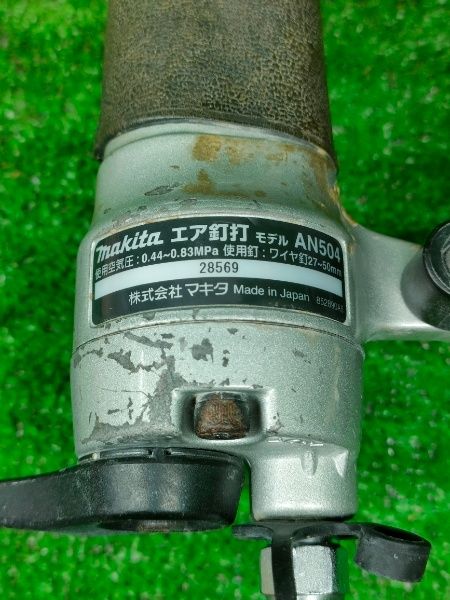 makita エア釘打 モデル AN504
使用空気圧:0.44~0.83MPa 使用釘:ワイヤ釘27~50mm
28569
株式会社マキタ Made in Japan